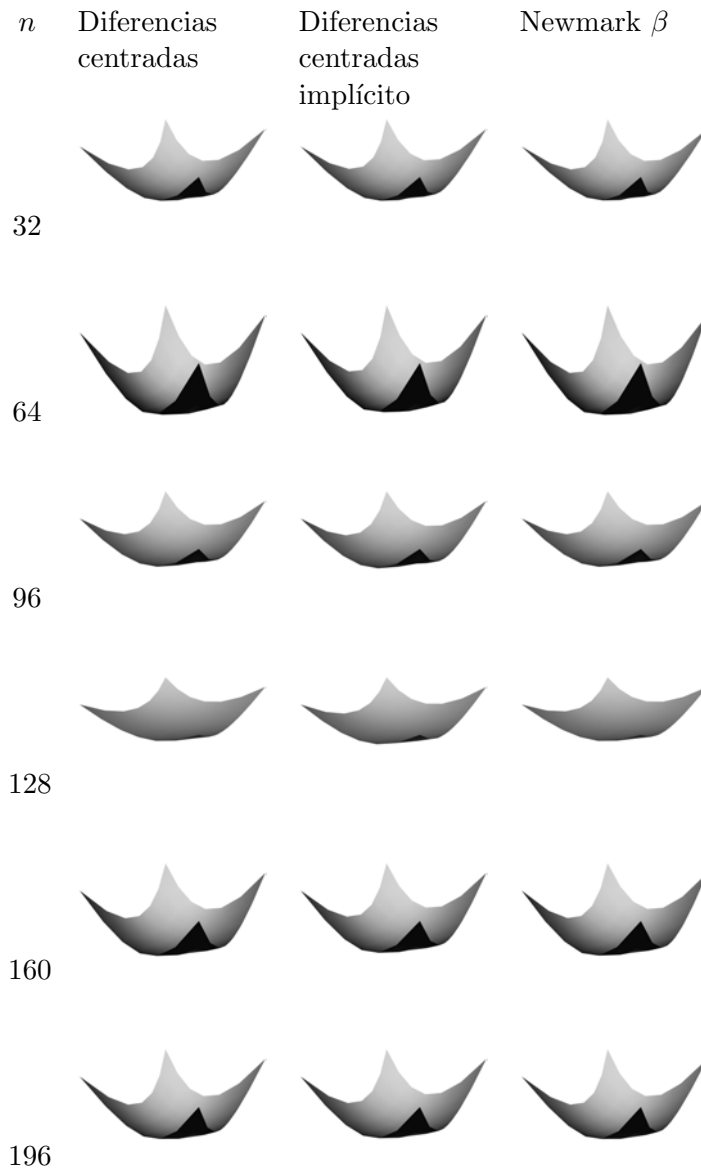 n Diferencias Diferencias Newmark β
centradas centradas
implícito
32
64
96
128
160
196